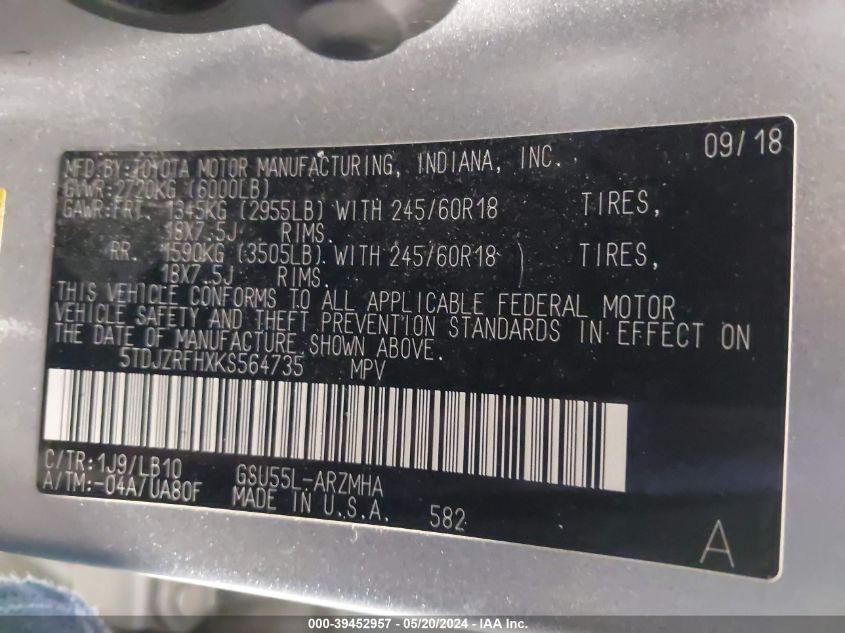 09/18
MFD.BY:TOYOTA MOTOR MANUFACTURING, INDIANA, INC.
GVWR:2720KG (6000LB)
GAWR:FRT. 1345KG (2955LB) WITH 245/60R18 TIRES,
18X7.5J RIMS.
RR. 1590KG (3505LB) WITH 245/60R18 TIRES,
18X7.5J RIMS.
THIS VEHICLE CONFORMS TO ALL APPLICABLE FEDERAL MOTOR
VEHICLE SAFETY AND THEFT PREVENTION STANDARDS IN EFFECT ON
THE DATE OF MANUFACTURE SHOWN ABOVE.
5TDJZRFHXKS564735 MPV
C/TR:1J9/LB10 GSU55L-ARZMHA
A/TM:-04A/UA80F MADE IN U.S.A. 582
A
000-39452957 - 05/20/2024 - IAA, Inc.